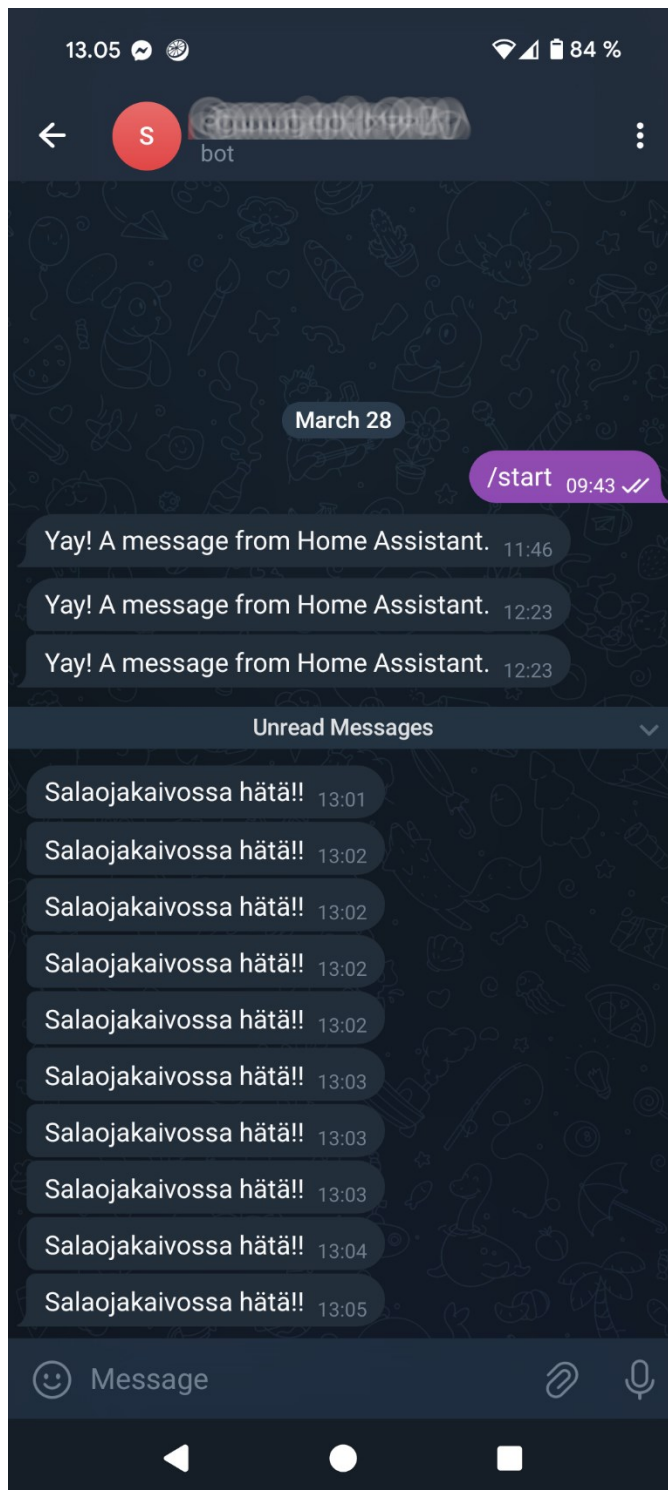 13.05 84 %
S
bot
March 28
/start 09:43
Yay! A message from Home Assistant. 11:46
Yay! A message from Home Assistant. 12:23
Yay! A message from Home Assistant. 12:23
Unread Messages
Salaojakaivossa hätä!! 13:01
Salaojakaivossa hätä!! 13:02
Salaojakaivossa hätä!! 13:02
Salaojakaivossa hätä!! 13:02
Salaojakaivossa hätä!! 13:02
Salaojakaivossa hätä!! 13:03
Salaojakaivossa hätä!! 13:03
Salaojakaivossa hätä!! 13:03
Salaojakaivossa hätä!! 13:04
Salaojakaivossa hätä!! 13:05
Message